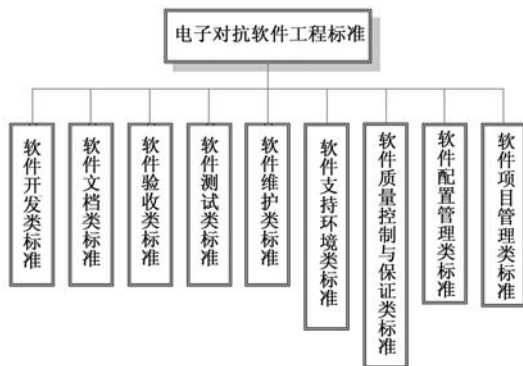 电子对抗软件工程标准
软件开发类标准
软件文档类标准
软件验收类标准
软件测试类标准
软件维护类标准
软件支持环境类标准
软件质量控制与保证类标准
软件配置管理类标准
软件项目管理类标准